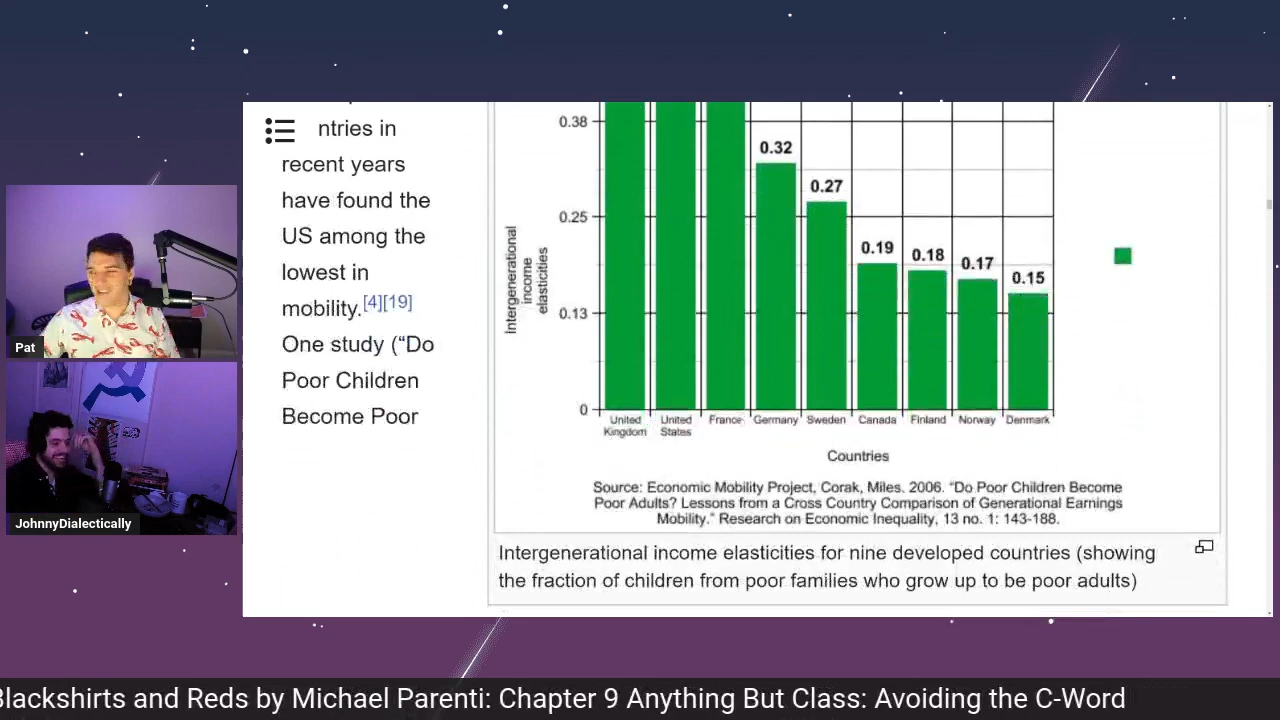 ntries in
recent years
have found the
US among the
lowest in
mobility.[4][19]
One study (“Do
Poor Children
Become Poor
0.38
0.25
0.13
0
Intergenerational
income
elasticities
0.32
0.27
0.19
0.18
0.17
0.15
United
Kingdom
United
States
France
Germany
Sweden
Canada
Finland
Norway
Denmark
Countries
Source: Economic Mobility Project, Corak, Miles. 2006. "Do Poor Children Become
Poor Adults? Lessons from a Cross Country Comparison of Generational Earnings
Mobility." Research on Economic Inequality, 13 no. 1: 143-188.
Intergenerational income elasticities for nine developed countries (showing
the fraction of children from poor families who grow up to be poor adults)
Pat
JohnnyDialectically
Blackshirts and Reds by Michael Parenti: Chapter 9 Anything But Class: Avoiding the C-Word